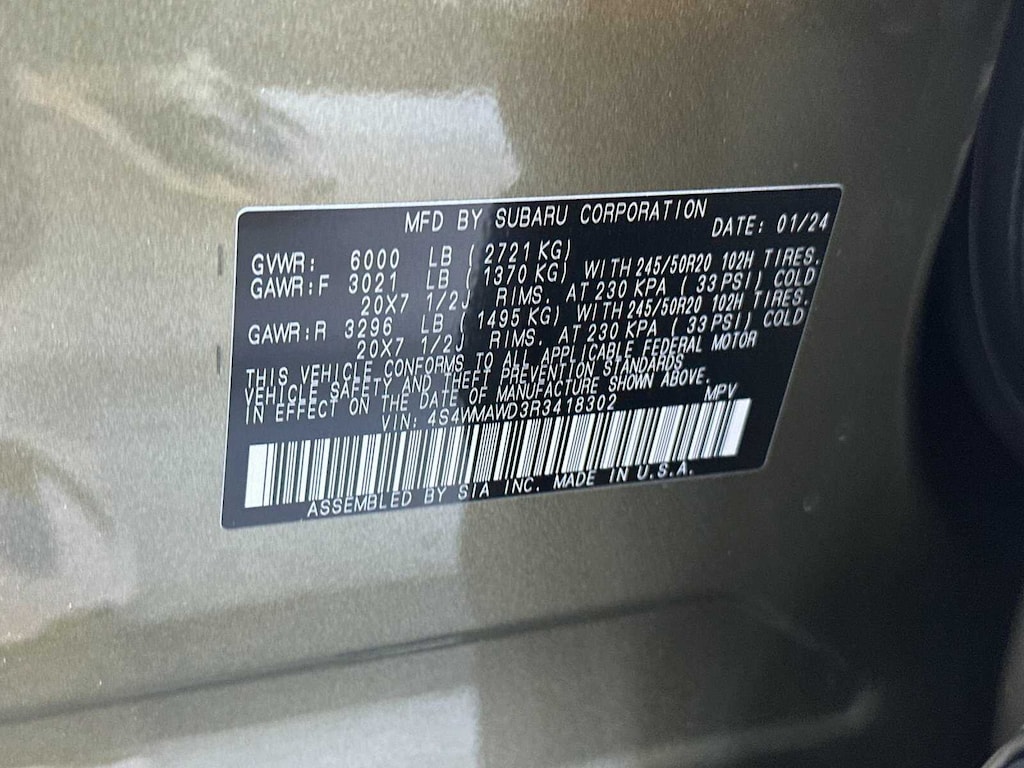 MFD BY SUBARU CORPORATION DATE: 01/24
GVWR: 6000 LB (2721 KG)
GAWR:F 3021 LB (1370 KG) WITH 245/50R20 102H TIRES.
20X7 1/2J RIMS. AT 230 KPA (33 PSI) COLD
GAWR:R 3296 LB (1495 KG) WITH 245/50R20 102H TIRES.
20X7 1/2J RIMS. AT 230 KPA (33 PSI) COLD
THIS VEHICLE CONFORMS TO ALL APPLICABLE FEDERAL MOTOR
VEHICLE SAFETY AND THEFT PREVENTION STANDARDS
IN EFFECT ON THE DATE OF MANUFACTURE SHOWN ABOVE.
VIN: 4S4WMAWD3R3418302 MPV
ASSEMBLED BY SIA INC. MADE IN U.S.A.